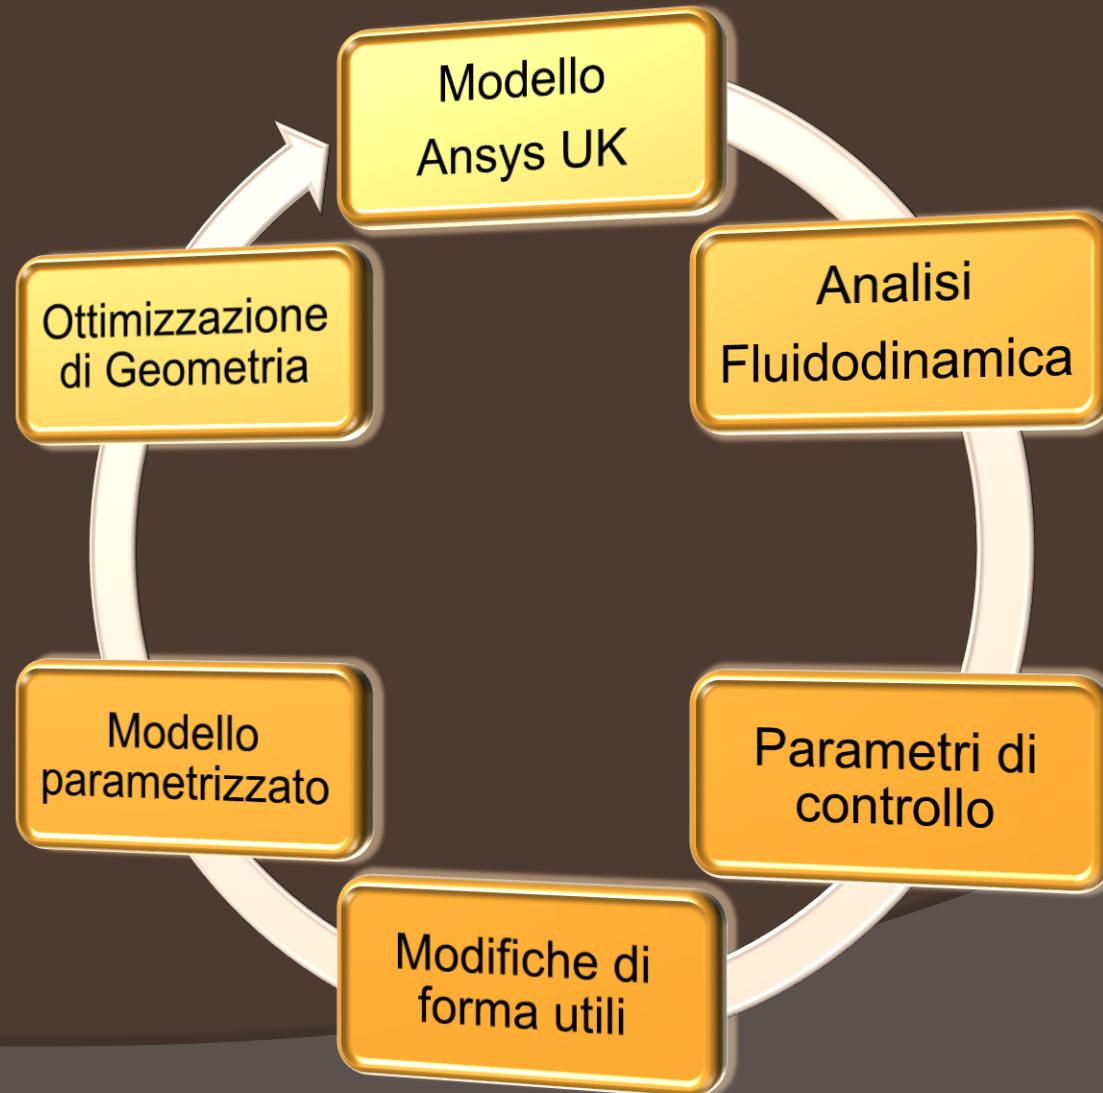 Modello
Ansys UK
Analisi
Fluidodinamica
Parametri di
controllo
Modifiche di
forma utili
Modello
parametrizzato
Ottimizzazione
di Geometria